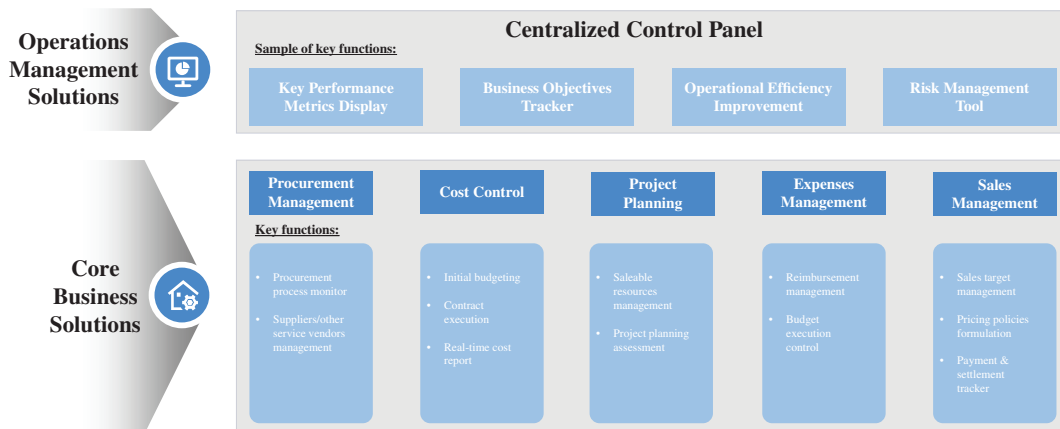 Operations
Management
Solutions
Centralized Control Panel
Sample of key functions:
Key Performance
Metrics Display
Business Objectives
Tracker
Operational Efficiency
Improvement
Risk Management
Tool
Core
Business
Solutions
Procurement
Management
Cost Control
Project
Planning
Expenses
Management
Sales
Management
Key functions:
• Procurement
process monitor
• Suppliers/other
service vendors
management
• Initial budgeting
• Contract
execution
• Real-time cost
report
• Saleable
resources
management
• Project planning
assessment
• Reimbursement
management
• Budget
execution
control
• Sales target
management
• Pricing policies
formulation
• Payment &
settlement
tracker